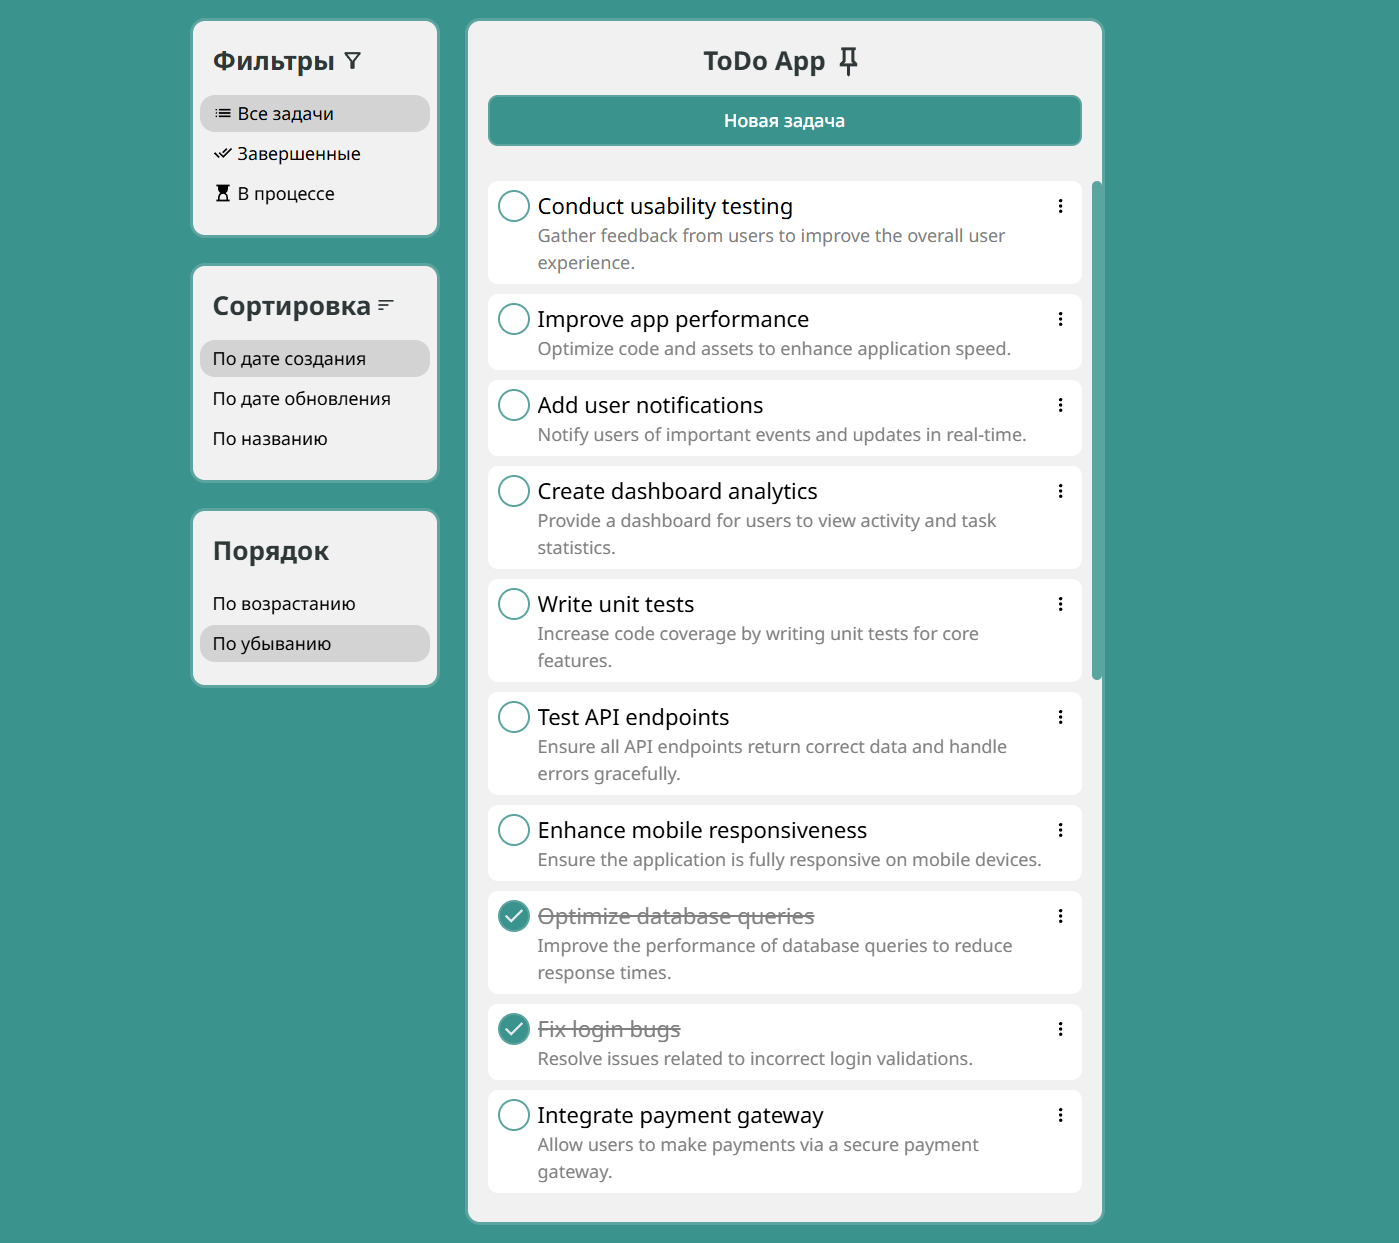 Фильтры
Все задачи
Завершенные
В процессе
Сортировка
По дате создания
По дате обновления
По названию
Порядок
По возрастанию
По убыванию
ToDo App
Новая задача
Conduct usability testing
Gather feedback from users to improve the overall user
experience.
Improve app performance
Optimize code and assets to enhance application speed.
Add user notifications
Notify users of important events and updates in real-time.
Create dashboard analytics
Provide a dashboard for users to view activity and task
statistics.
Write unit tests
Increase code coverage by writing unit tests for core
features.
Test API endpoints
Ensure all API endpoints return correct data and handle
errors gracefully.
Enhance mobile responsiveness
Ensure the application is fully responsive on mobile devices.
Optimize database queries
Improve the performance of database queries to reduce
response times.
Fix login bugs
Resolve issues related to incorrect login validations.
Integrate payment gateway
Allow users to make payments via a secure payment
gateway.